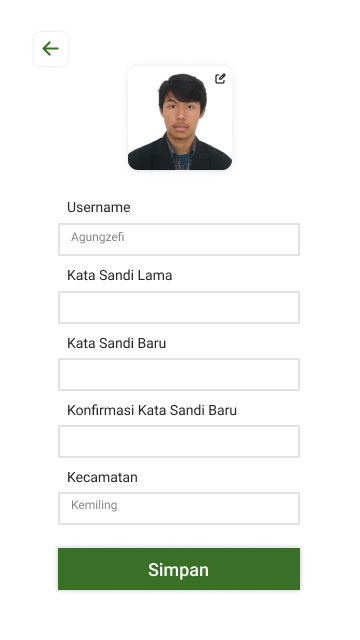 Username
Agungzefi
Kata Sandi Lama
Kata Sandi Baru
Konfirmasi Kata Sandi Baru
Kecamatan
Kemiling
Simpan